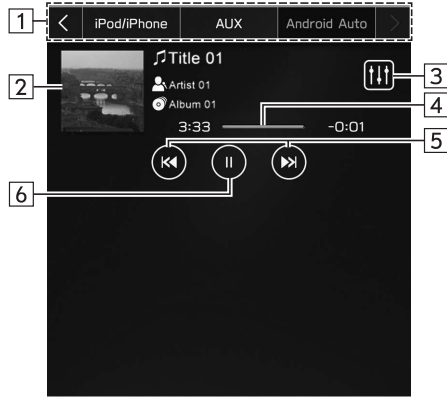 1 iPod/iPhone AUX Android Auto
Title 01
2 3
Artist 01
4
Album 01
3:33 -0:01
5
6